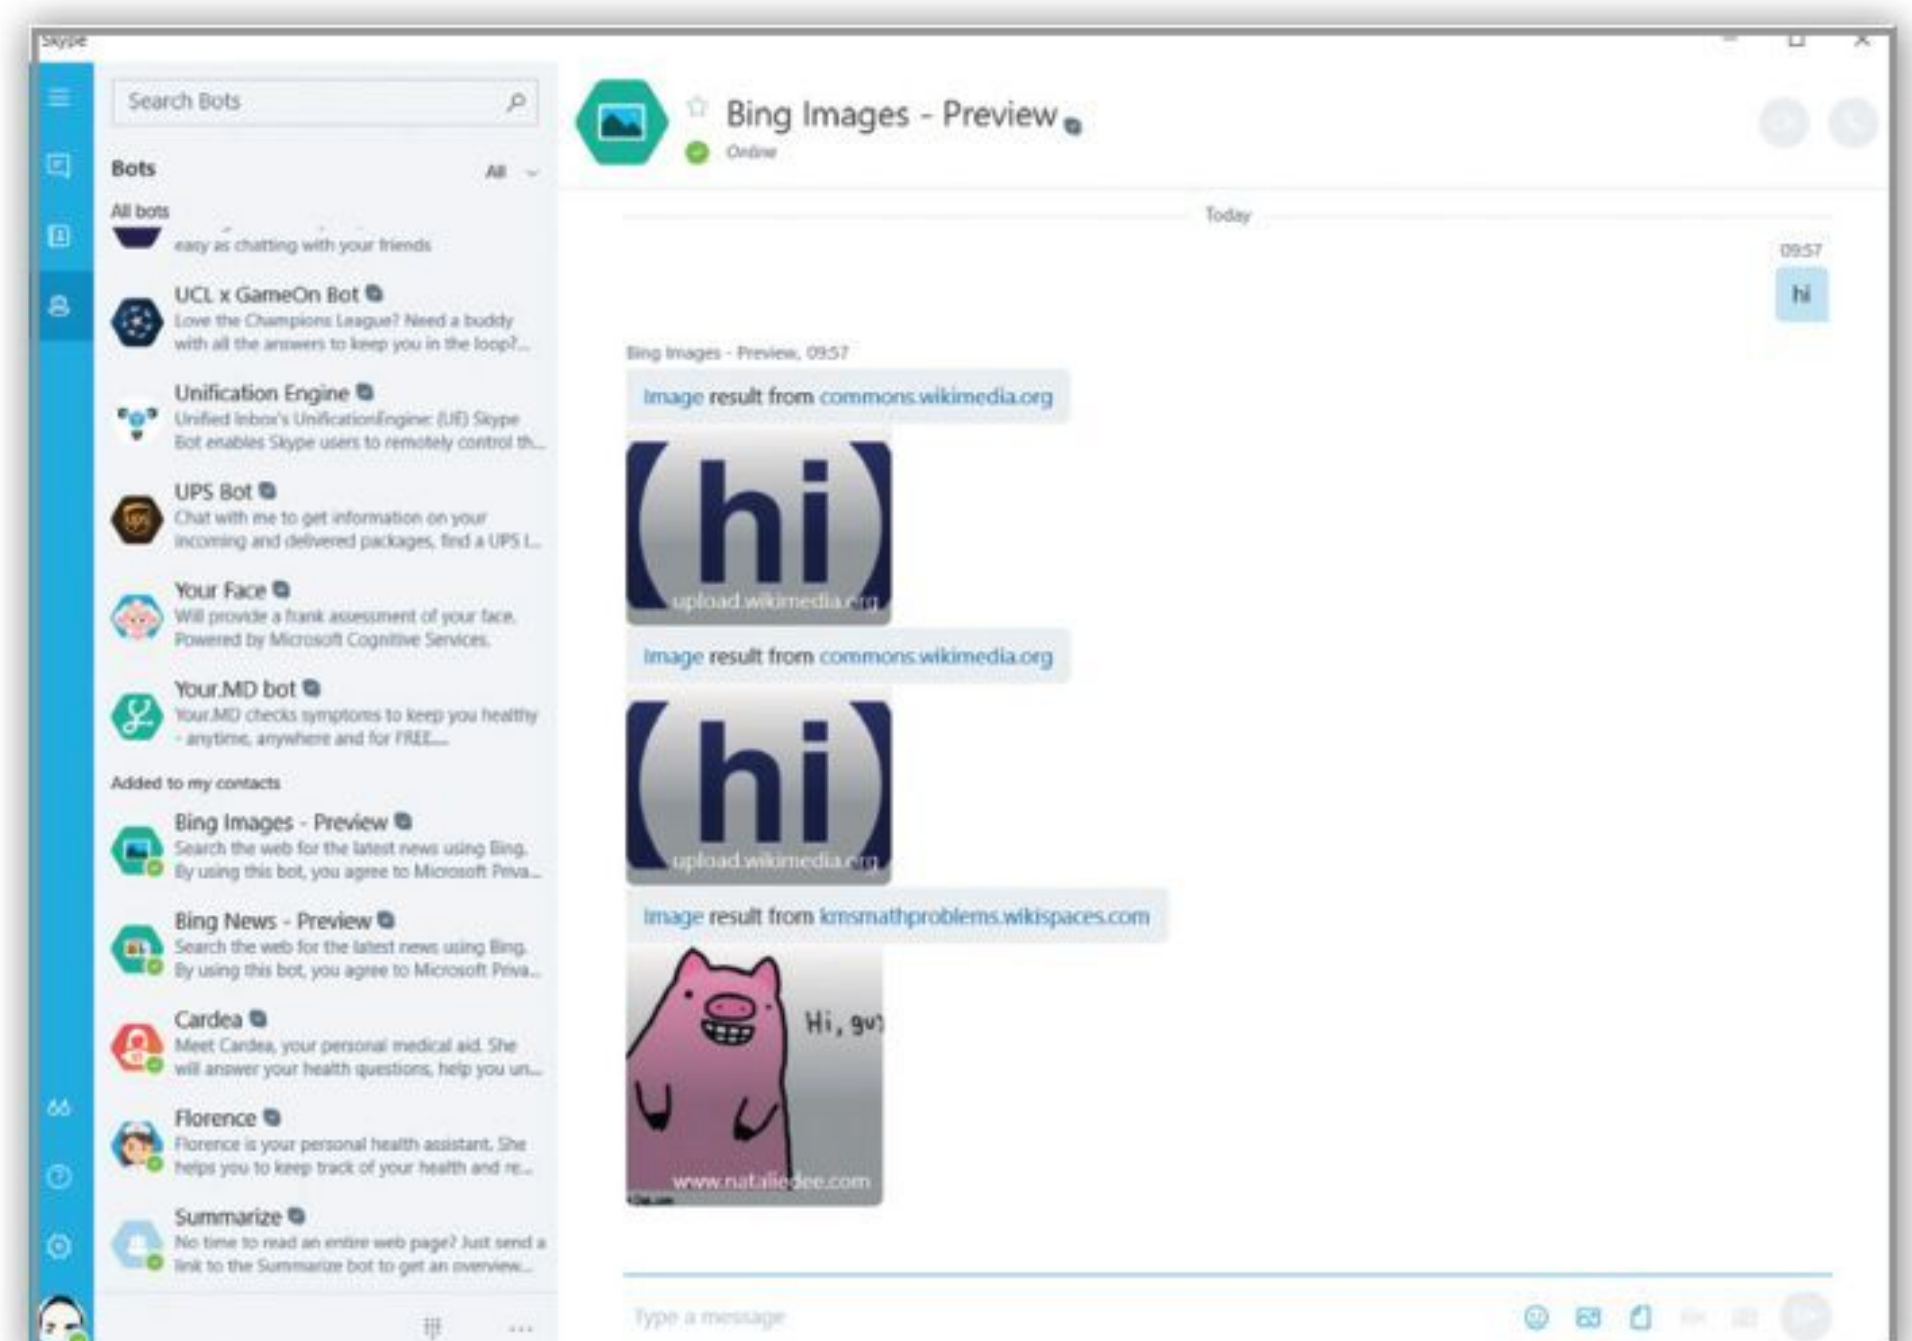 Skype
Search Bots
Bots
All
All bots
easy as chatting with your friends
UCL x GameOn Bot
Love the Champions League? Need a buddy
with all the answers to keep you in the loop?...
Unification Engine
Unified Inbox's UnificationEngine: (UE) Skype
Bot enables Skype users to remotely control th...
UPS Bot
ups
Chat with me to get information on your
incoming and delivered packages, find a UPS l...
Your Face
Will provide a frank assessment of your face.
Powered by Microsoft Cognitive Services.
Your.MD bot
Your.MD checks symptoms to keep you healthy
- anytime, anywhere and for FREE....
Added to my contacts
Bing Images - Preview
Search the web for the latest news using Bing.
By using this bot, you agree to Microsoft Priva...
Bing News - Preview
Search the web for the latest news using Bing.
By using this bot, you agree to Microsoft Priva...
Cardea
Meet Cardea, your personal medical aid. She
will answer your health questions, help you un...
Florence
Florence is your personal health assistant. She
helps you to keep track of your health and re...
Summarize
No time to read an entire web page? Just send a
link to the Summarize bot to get an overview...
Bing Images - Preview
Online
Today
09:57
hi
Bing Images - Preview, 09:57
Image result from commons.wikimedia.org
(hi)
upload.wikimedia.org
Image result from commons.wikimedia.org
(hi)
upload.wikimedia.org
Image result from kmsmathproblems.wikispaces.com
Hi, guy
www.nataliedee.com
Type a message